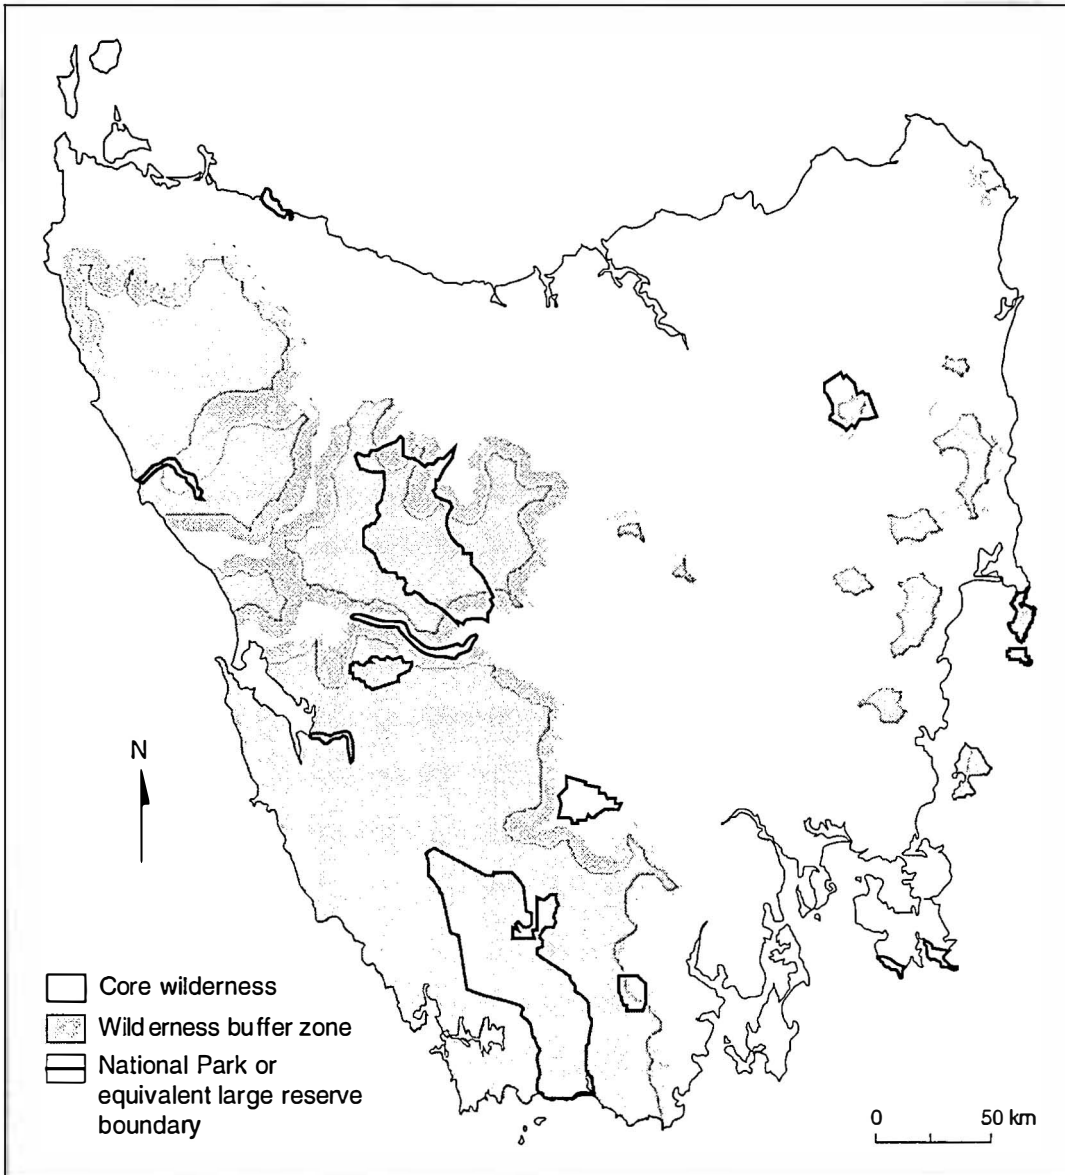 N
Core wilderness
Wilderness buffer zone
National Park or
equivalent large reserve
boundary
0 50 km